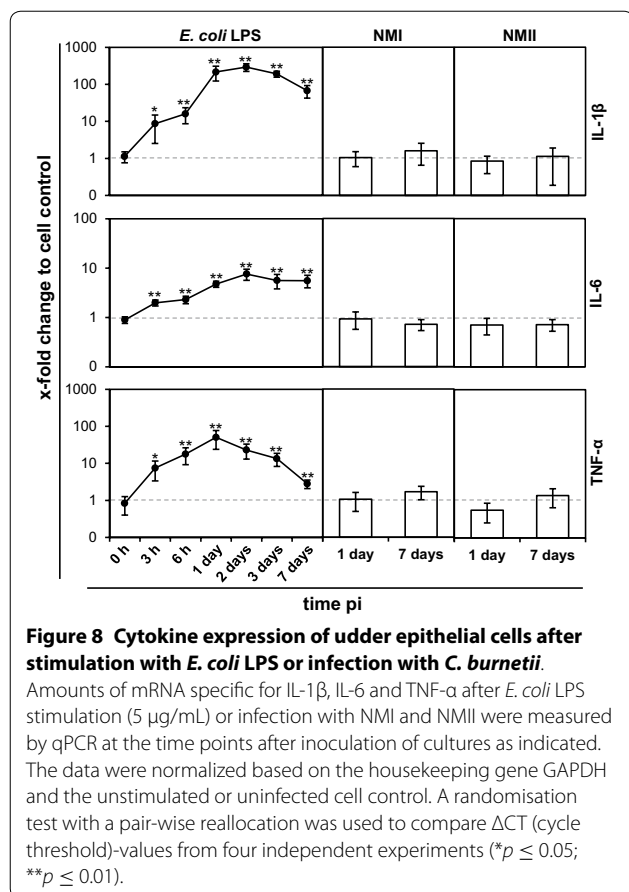 E. coli LPS NMI NMII
1000
100
10
1
0
IL-1β
* ** ** ** ** **
100
10
1
0
IL-6
** ** ** ** ** **
1000
100
10
1
0
TNF-α
* ** ** ** ** **
x-fold change to cell control
0 h 3 h 6 h 1 day 2 days 3 days 7 days 1 day 7 days 1 day 7 days
time pi
Figure 8 Cytokine expression of udder epithelial cells after
stimulation with E. coli LPS or infection with C. burnetii.
Amounts of mRNA specific for IL-1β, IL-6 and TNF-α after E. coli LPS
stimulation (5 µg/mL) or infection with NMI and NMII were measured
by qPCR at the time points after inoculation of cultures as indicated.
The data were normalized based on the housekeeping gene GAPDH
and the unstimulated or uninfected cell control. A randomisation
test with a pair-wise reallocation was used to compare ΔCT (cycle
threshold)-values from four independent experiments (*p ≤ 0.05;
**p ≤ 0.01).